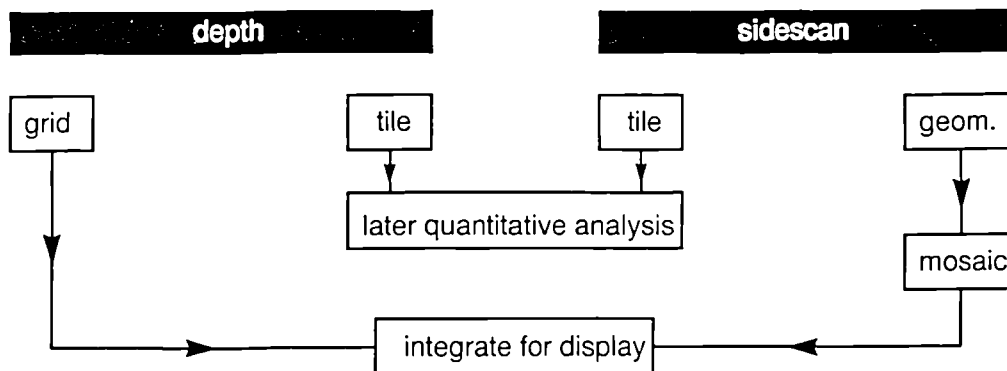 depth
sidescan
grid
tile
tile
geom.
later quantitative analysis
mosaic
integrate for display